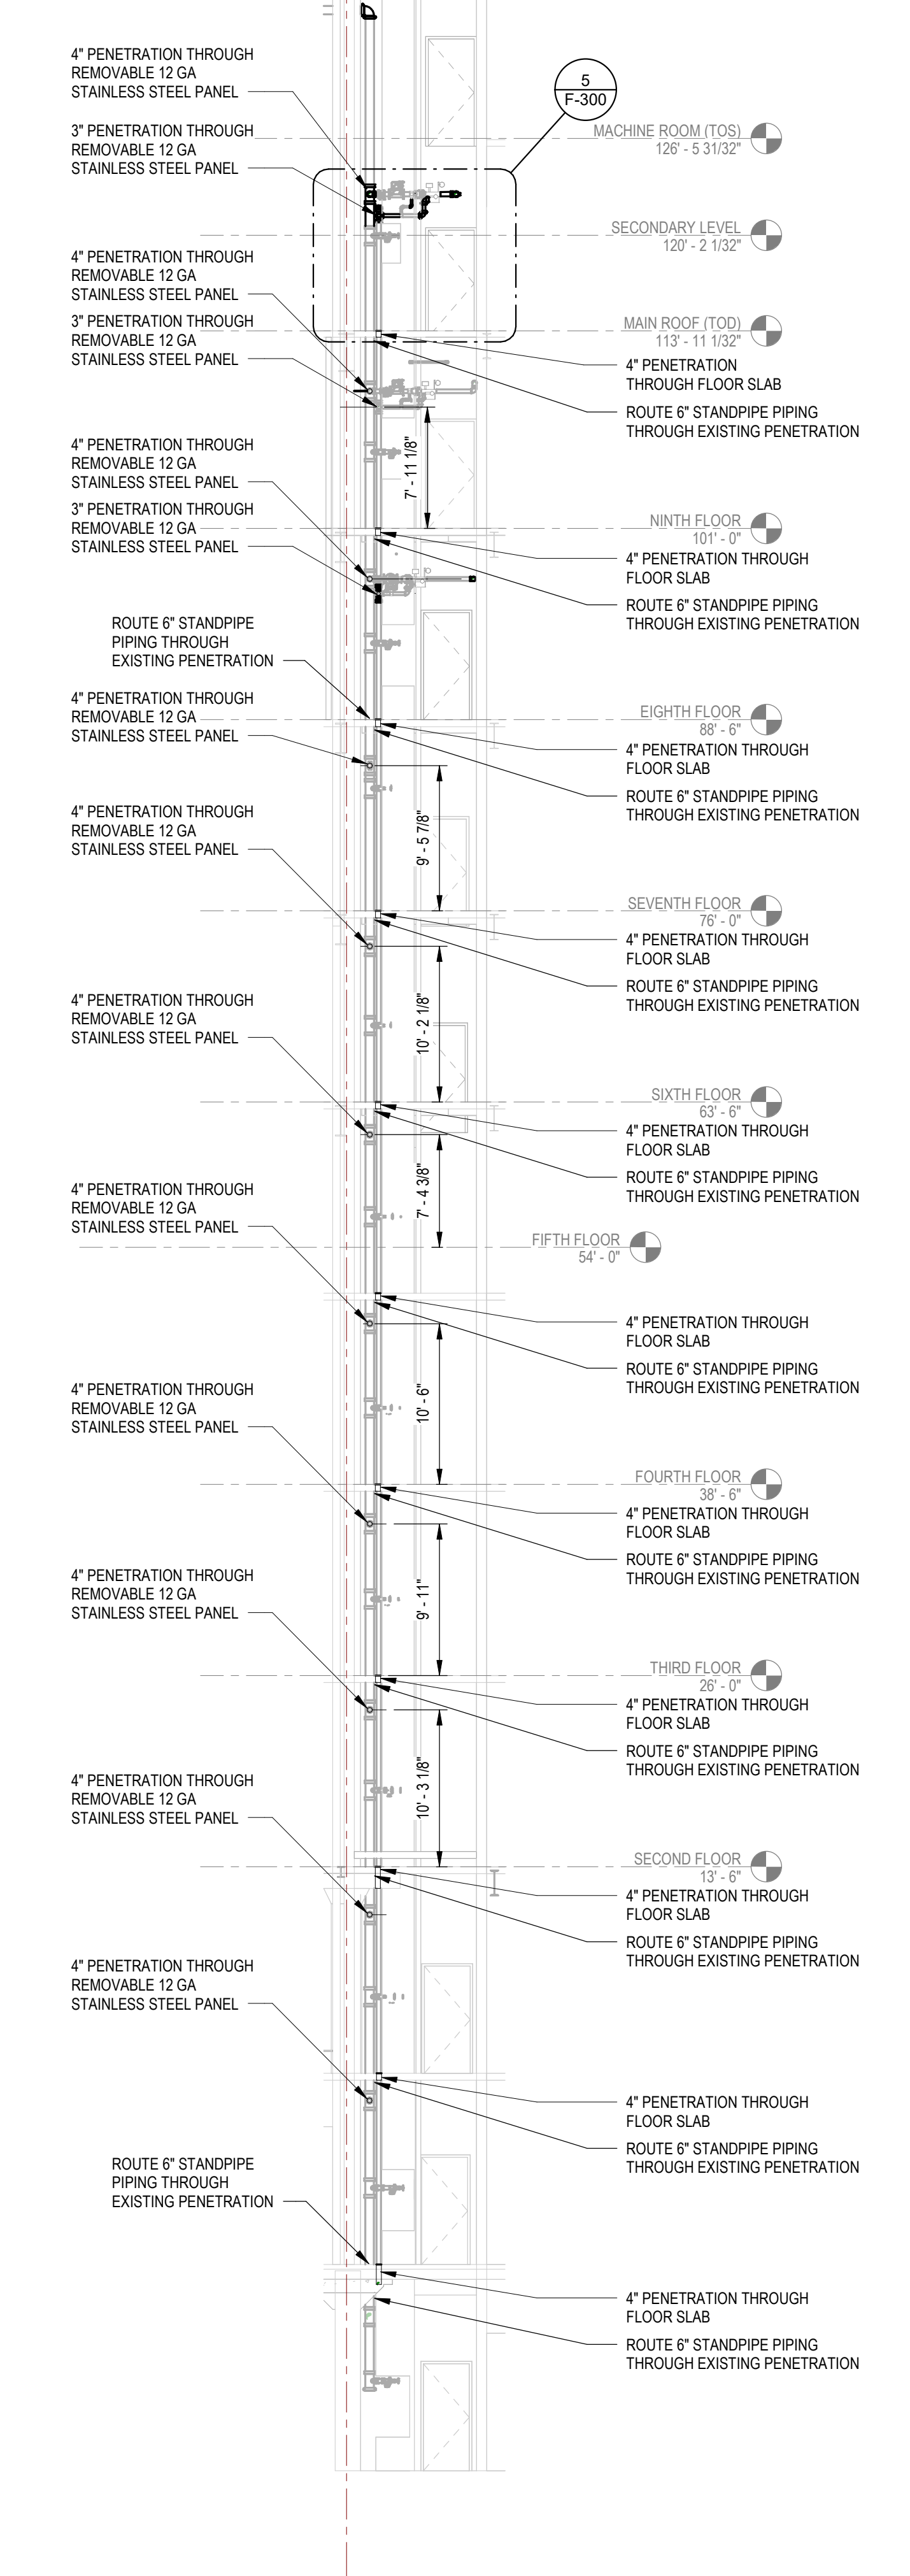 4" PENETRATION THROUGH
REMOVABLE 12 GA
STAINLESS STEEL PANEL
5
F-300
3" PENETRATION THROUGH
REMOVABLE 12 GA
STAINLESS STEEL PANEL
MACHINE ROOM (TOS)
126' - 5 31/32"
SECONDARY LEVEL
120' - 2 1/32"
4" PENETRATION THROUGH
REMOVABLE 12 GA
STAINLESS STEEL PANEL
3" PENETRATION THROUGH
REMOVABLE 12 GA
STAINLESS STEEL PANEL
MAIN ROOF (TOD)
113' - 11 1/32"
4" PENETRATION
THROUGH FLOOR SLAB
ROUTE 6" STANDPIPE PIPING
THROUGH EXISTING PENETRATION
7' - 11 1/8"
4" PENETRATION THROUGH
REMOVABLE 12 GA
STAINLESS STEEL PANEL
3" PENETRATION THROUGH
REMOVABLE 12 GA
STAINLESS STEEL PANEL
NINTH FLOOR
101' - 0"
4" PENETRATION THROUGH
FLOOR SLAB
ROUTE 6" STANDPIPE PIPING
THROUGH EXISTING PENETRATION
ROUTE 6" STANDPIPE
PIPING THROUGH
EXISTING PENETRATION
4" PENETRATION THROUGH
REMOVABLE 12 GA
STAINLESS STEEL PANEL
EIGHTH FLOOR
88' - 6"
4" PENETRATION THROUGH
FLOOR SLAB
ROUTE 6" STANDPIPE PIPING
THROUGH EXISTING PENETRATION
9' - 5 7/8"
4" PENETRATION THROUGH
REMOVABLE 12 GA
STAINLESS STEEL PANEL
SEVENTH FLOOR
76' - 0"
4" PENETRATION THROUGH
FLOOR SLAB
ROUTE 6" STANDPIPE PIPING
THROUGH EXISTING PENETRATION
10' - 2 1/8"
4" PENETRATION THROUGH
REMOVABLE 12 GA
STAINLESS STEEL PANEL
SIXTH FLOOR
63' - 6"
4" PENETRATION THROUGH
FLOOR SLAB
ROUTE 6" STANDPIPE PIPING
THROUGH EXISTING PENETRATION
7' - 4 3/8"
4" PENETRATION THROUGH
REMOVABLE 12 GA
STAINLESS STEEL PANEL
FIFTH FLOOR
54' - 0"
4" PENETRATION THROUGH
FLOOR SLAB
ROUTE 6" STANDPIPE PIPING
THROUGH EXISTING PENETRATION
10' - 6"
4" PENETRATION THROUGH
REMOVABLE 12 GA
STAINLESS STEEL PANEL
FOURTH FLOOR
38' - 6"
4" PENETRATION THROUGH
FLOOR SLAB
ROUTE 6" STANDPIPE PIPING
THROUGH EXISTING PENETRATION
9' - 11"
4" PENETRATION THROUGH
REMOVABLE 12 GA
STAINLESS STEEL PANEL
THIRD FLOOR
26' - 0"
4" PENETRATION THROUGH
FLOOR SLAB
ROUTE 6" STANDPIPE PIPING
THROUGH EXISTING PENETRATION
10' - 3 1/8"
4" PENETRATION THROUGH
REMOVABLE 12 GA
STAINLESS STEEL PANEL
SECOND FLOOR
13' - 6"
4" PENETRATION THROUGH
FLOOR SLAB
ROUTE 6" STANDPIPE PIPING
THROUGH EXISTING PENETRATION
4" PENETRATION THROUGH
REMOVABLE 12 GA
STAINLESS STEEL PANEL
4" PENETRATION THROUGH
FLOOR SLAB
ROUTE 6" STANDPIPE PIPING
THROUGH EXISTING PENETRATION
ROUTE 6" STANDPIPE
PIPING THROUGH
EXISTING PENETRATION
4" PENETRATION THROUGH
FLOOR SLAB
ROUTE 6" STANDPIPE PIPING
THROUGH EXISTING PENETRATION